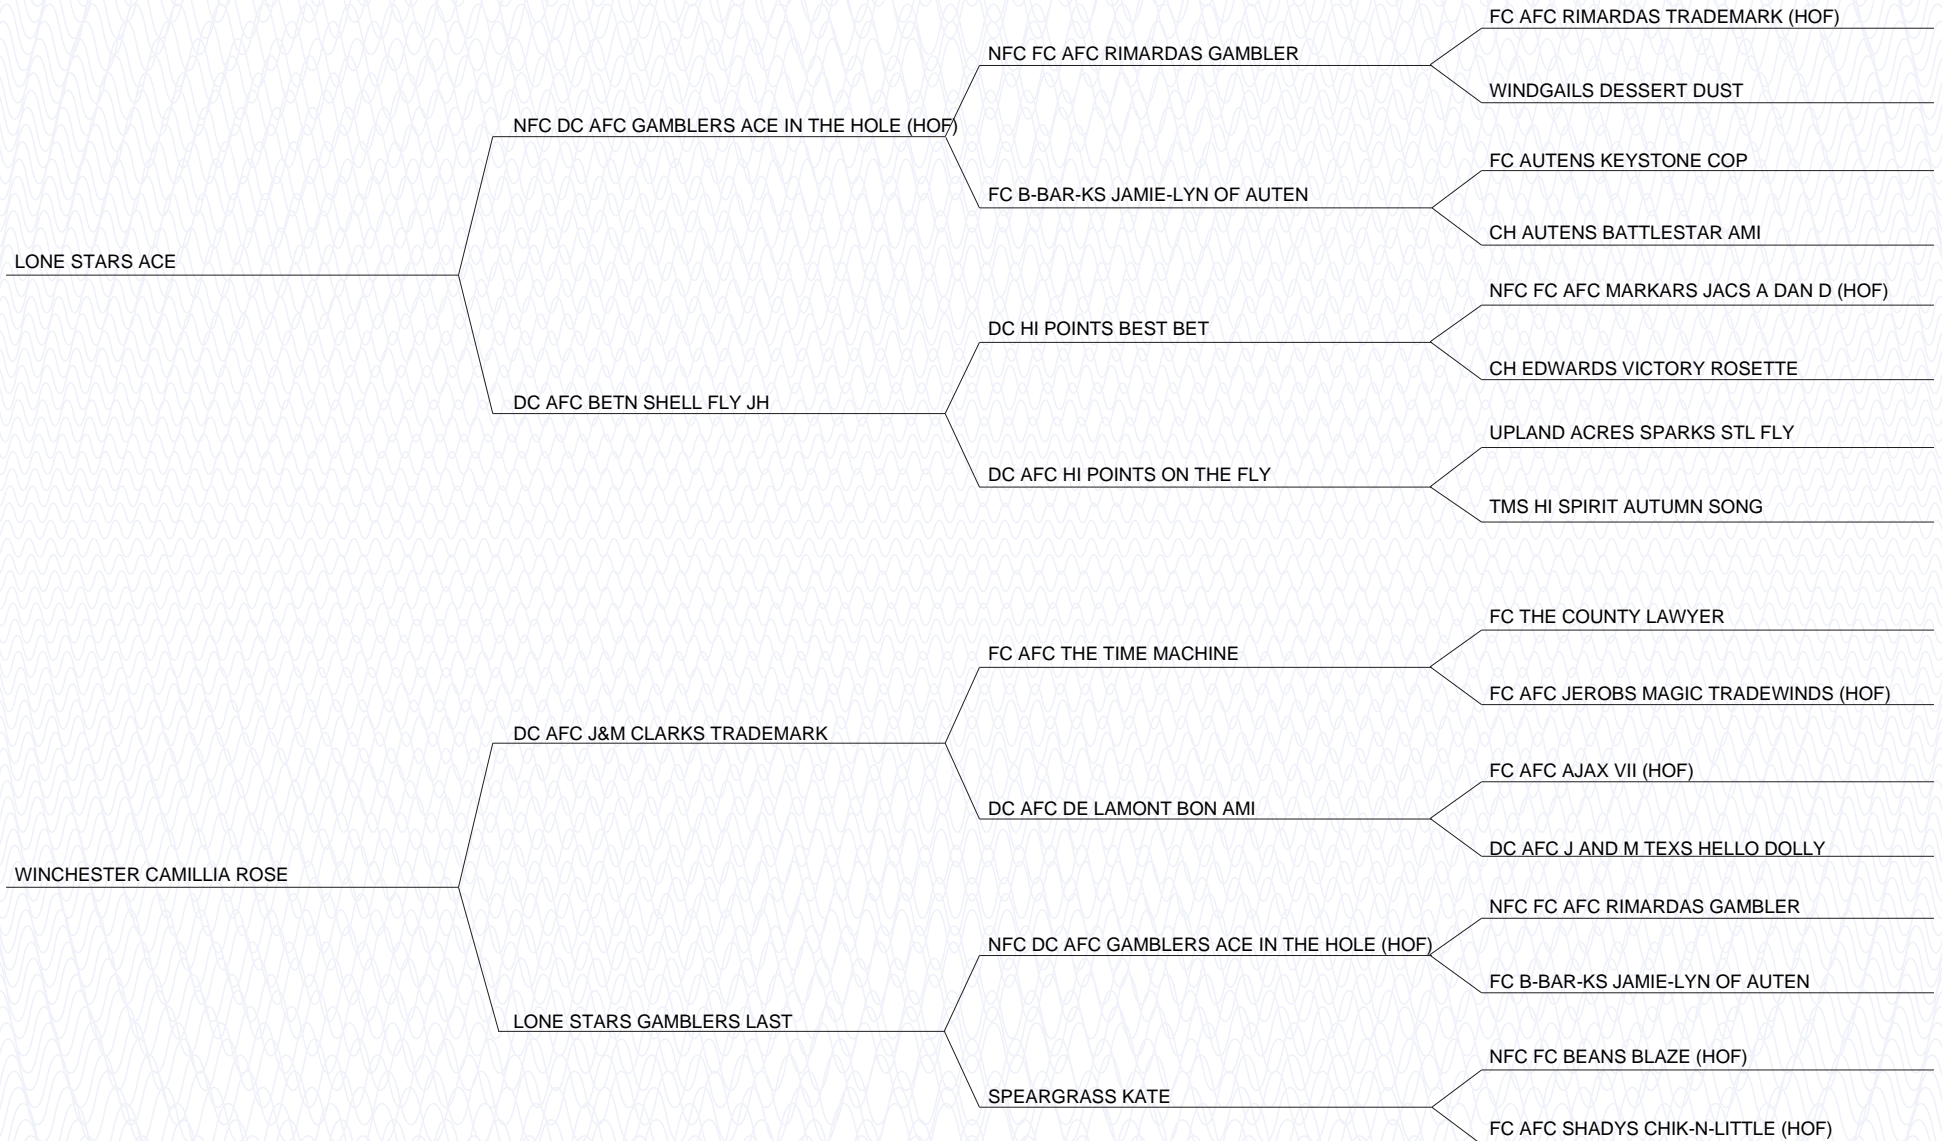 FC AFC RIMARDAS TRADEMARK (HOF)
NFC FC AFC RIMARDAS GAMBLER
WINDGAILS DESSERT DUST
NFC DC AFC GAMBLERS ACE IN THE HOLE (HOF)
FC AUTENS KEYSTONE COP
FC B-BAR-KS JAMIE-LYN OF AUTEN
CH AUTENS BATTLESTAR AMI
LONE STARS ACE
NFC FC AFC MARKARS JACS A DAN D (HOF)
DC HI POINTS BEST BET
CH EDWARDS VICTORY ROSETTE
DC AFC BETN SHELL FLY JH
UPLAND ACRES SPARKS STL FLY
DC AFC HI POINTS ON THE FLY
TMS HI SPIRIT AUTUMN SONG
FC THE COUNTY LAWYER
FC AFC THE TIME MACHINE
FC AFC JEROBS MAGIC TRADEWINDS (HOF)
DC AFC J&M CLARKS TRADEMARK
FC AFC AJAX VII (HOF)
DC AFC DE LAMONT BON AMI
DC AFC J AND M TEXS HELLO DOLLY
WINCHESTER CAMILLIA ROSE
NFC FC AFC RIMARDAS GAMBLER
NFC DC AFC GAMBLERS ACE IN THE HOLE (HOF)
FC B-BAR-KS JAMIE-LYN OF AUTEN
LONE STARS GAMBLERS LAST
NFC FC BEANS BLAZE (HOF)
SPEARGRASS KATE
FC AFC SHADYS CHIK-N-LITTLE (HOF)